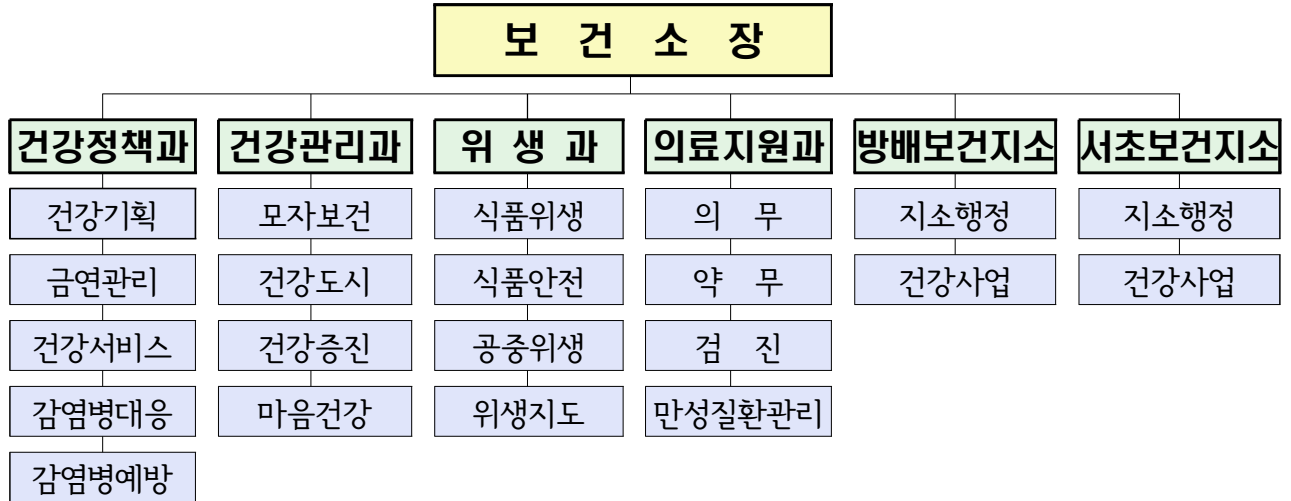 보 건 소 장
건강정책과 건강관리과 위 생 과 의료지원과 방배보건지소 서초보건지소
건강기획 모자보건 식품위생 의 무 지소행정 지소행정
금연관리 건강도시 식품안전 약 무 건강사업 건강사업
건강서비스 건강증진 공중위생 검 진
감염병대응 마음건강 위생지도 만성질환관리
감염병예방